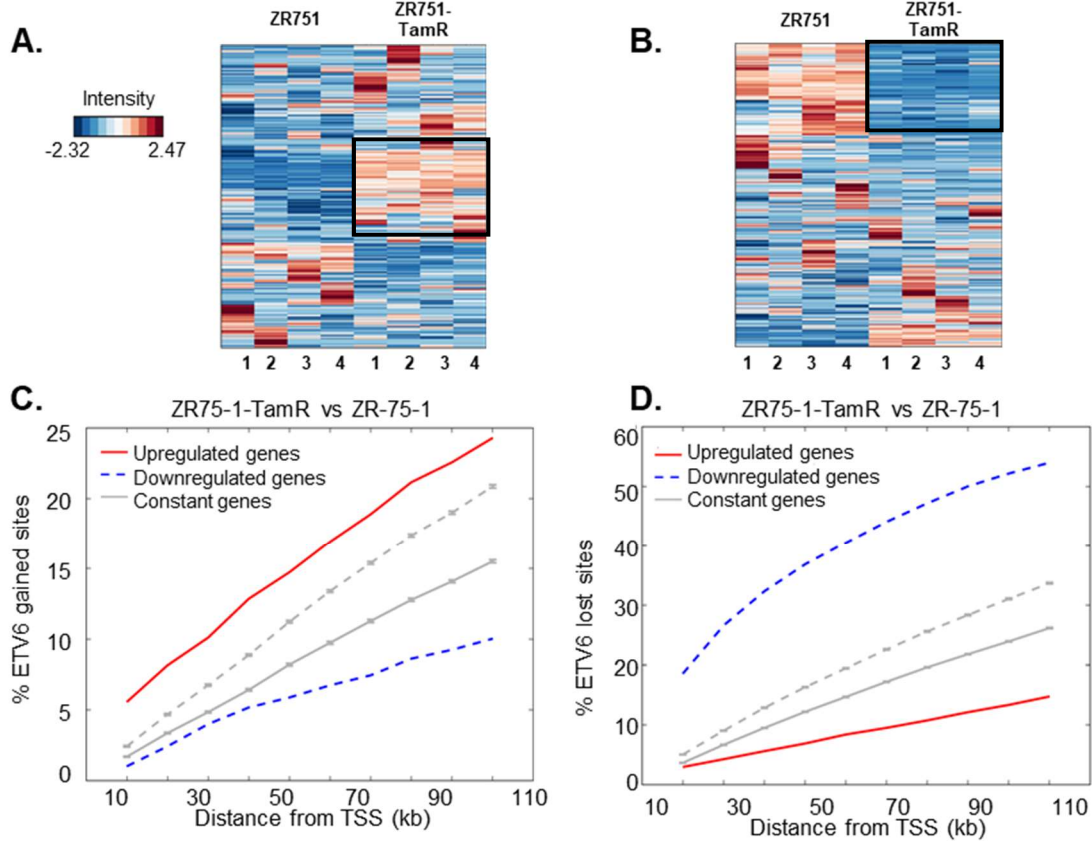 A.
ZR751
ZR751-
TamR
Intensity
-2.32 2.47
1 2 3 4 1 2 3 4
B.
ZR751
ZR751-
TamR
1 2 3 4 1 2 3 4
C.
ZR75-1-TamR vs ZR-75-1
Upregulated genes
Downregulated genes
Constant genes
% ETV6 gained sites
25
20
15
10
5
0
10 30 50 70 90 110
Distance from TSS (kb)
D.
ZR75-1-TamR vs ZR-75-1
Upregulated genes
Downregulated genes
Constant genes
% ETV6 lost sites
60
50
40
30
20
10
0
10 30 50 70 90 110
Distance from TSS (kb)